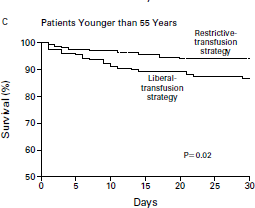 C
Patients Younger than 55 Years
Restrictive-
transfusion
strategy
Liberal-
transfusion
strategy
P=0.02
Survival (%)
100
90
80
70
60
50
0
5
10
15
20
25
30
Days